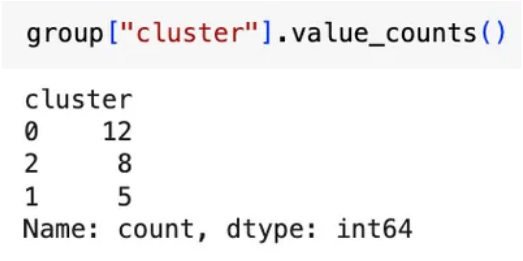 group["cluster"].value_counts()
cluster
0    12
2     8
1     5
Name: count, dtype: int64